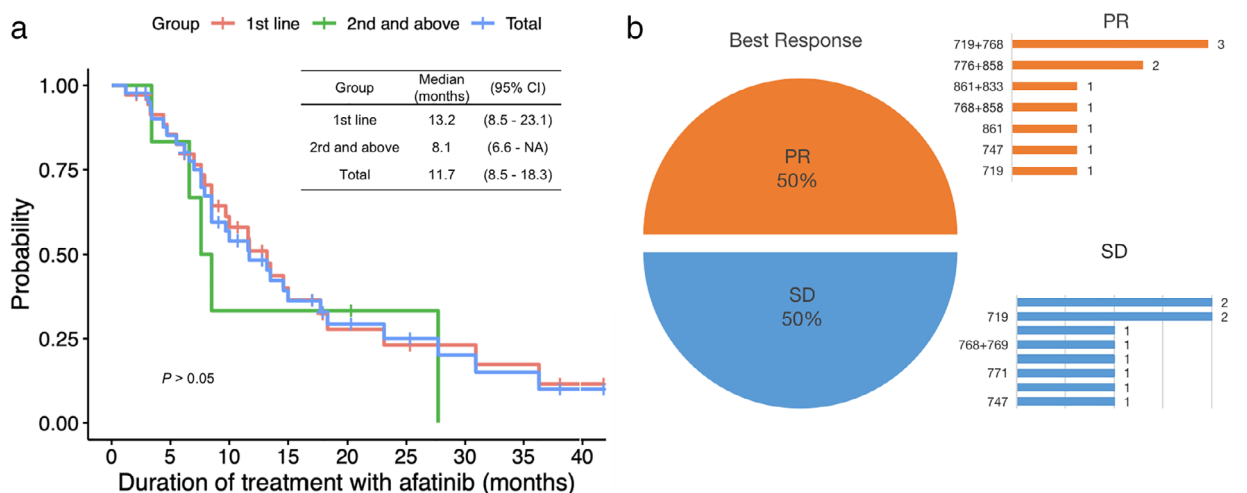 a
Group 1st line 2nd and above Total
Group Median (months) (95% CI)
1st line 13.2 (8.5 - 23.1)
2rd and above 8.1 (6.6 - NA)
Total 11.7 (8.5 - 18.3)
Probability
1.00
0.75
0.50
0.25
0.00
P > 0.05
0 5 10 15 20 25 30 35 40
Duration of treatment with afatinib (months)
b
Best Response
PR
50%
SD
50%
PR
719+768 3
776+858 2
861+833 1
768+858 1
861 1
747 1
719 1
SD
2
719 2
1
768+769 1
1
771 1
1
747 1